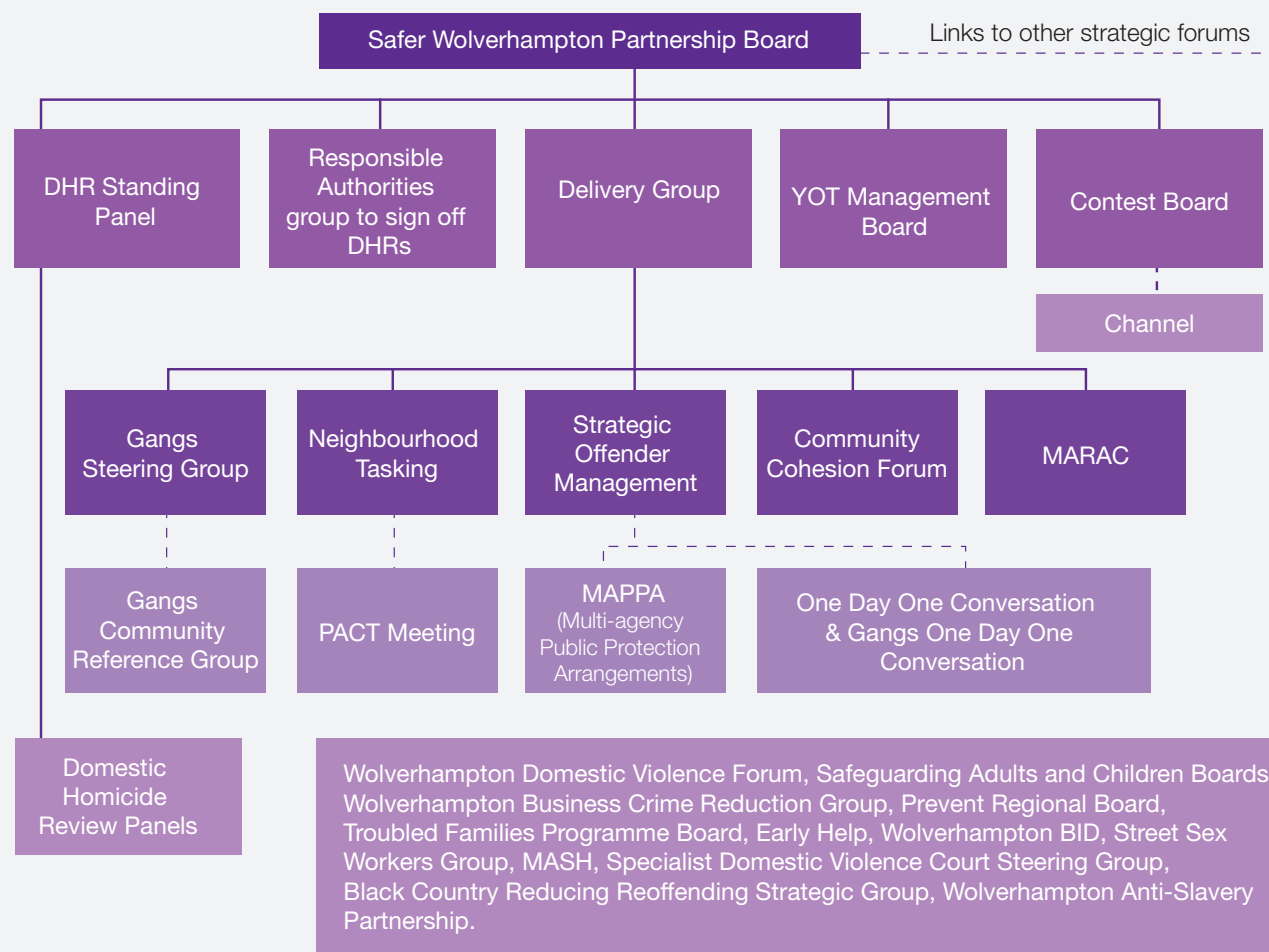 Safer Wolverhampton Partnership Board
Links to other strategic forums
DHR Standing
Panel
Responsible
Authorities
group to sign off
DHRs
Delivery Group
YOT Management
Board
Contest Board
Channel
Gangs
Steering Group
Neighbourhood
Tasking
Strategic
Offender
Management
Community
Cohesion Forum
MARAC
Gangs
Community
Reference Group
PACT Meeting
MAPPA
(Multi-agency
Public Protection
Arrangements)
One Day One Conversation
& Gangs One Day One
Conversation
Domestic
Homicide
Review Panels
Wolverhampton Domestic Violence Forum, Safeguarding Adults and Children Boards
Wolverhampton Business Crime Reduction Group, Prevent Regional Board,
Troubled Families Programme Board, Early Help, Wolverhampton BID, Street Sex
Workers Group, MASH, Specialist Domestic Violence Court Steering Group,
Black Country Reducing Reoffending Strategic Group, Wolverhampton Anti-Slavery
Partnership.